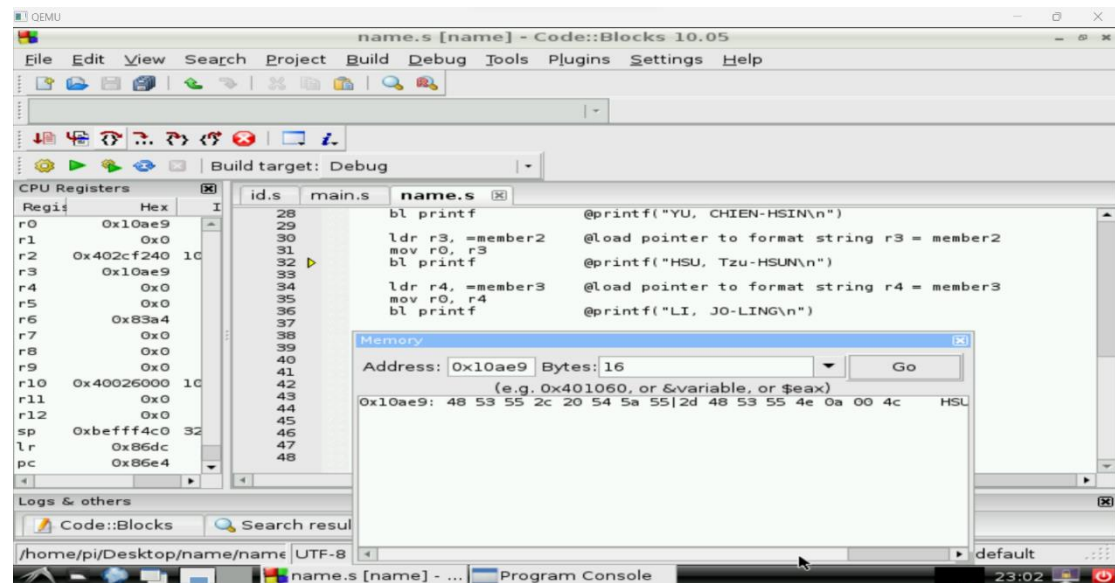 QEMU
name.s [name] - Code::Blocks 10.05
File Edit View Search Project Build Debug Tools Plugins Settings Help
Build target: Debug
CPU Registers
Regis Hex I
r0 0x10ae9
r1 0x0
r2 0x402cf240 10
r3 0x10ae9
r4 0x0
r5 0x0
r6 0x83a4
r7 0x0
r8 0x0
r9 0x0
r10 0x40026000 10
r11 0x0
r12 0x0
sp 0xbefff4c0 32
lr 0x86dc
pc 0x86e4
id.s main.s name.s
28 bl printf @printf("YU, CHIEN-HSIN\n")
29
30 ldr r3, =member2 @load pointer to format string r3 = member2
31 mov r0, r3
32 bl printf @printf("HSU, Tzu-HSUN\n")
33
34 ldr r4, =member3 @load pointer to format string r4 = member3
35 mov r0, r4
36 bl printf @printf("LI, JO-LING\n")
37
38
39
40
41
42
43
44
45
46
47
48
Memory
Address: 0x10ae9 Bytes: 16 Go
(e.g. 0x401060, or &variable, or $eax)
0x10ae9: 48 53 55 2c 20 54 5a 55|2d 48 53 55 4e 0a 00 4c HSU
Logs & others
Code::Blocks Search resul
/home/pi/Desktop/name/name UTF-8 default
name.s [name] - ... Program Console 23:02